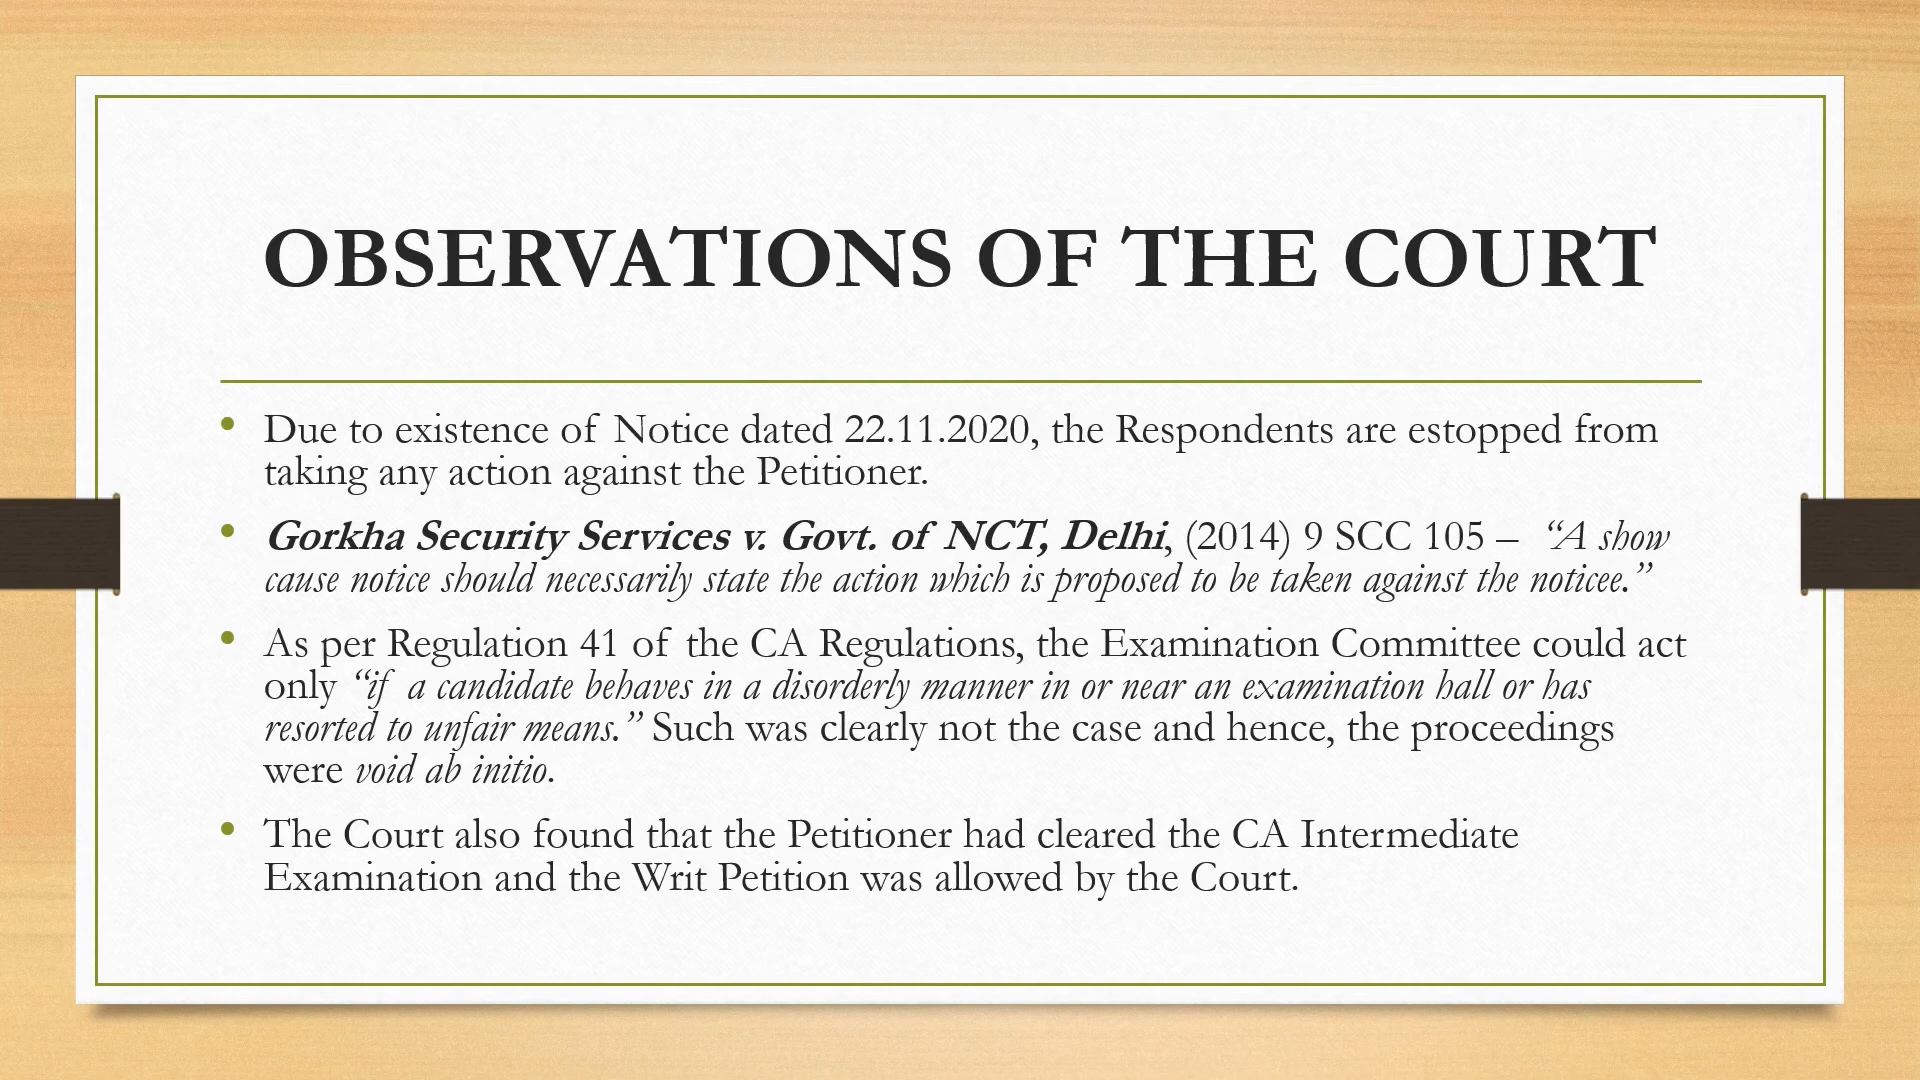 OBSERVATIONS OF THE COURT
• Due to existence of Notice dated 22.11.2020, the Respondents are estopped from
taking any action against the Petitioner.
• Gorkha Security Services v. Govt. of NCT, Delhi, (2014) 9 SCC 105 – “A show
cause notice should necessarily state the action which is proposed to be taken against the noticee.”
• As per Regulation 41 of the CA Regulations, the Examination Committee could act
only “if a candidate behaves in a disorderly manner in or near an examination hall or has
resorted to unfair means.” Such was clearly not the case and hence, the proceedings
were void ab initio.
• The Court also found that the Petitioner had cleared the CA Intermediate
Examination and the Writ Petition was allowed by the Court.